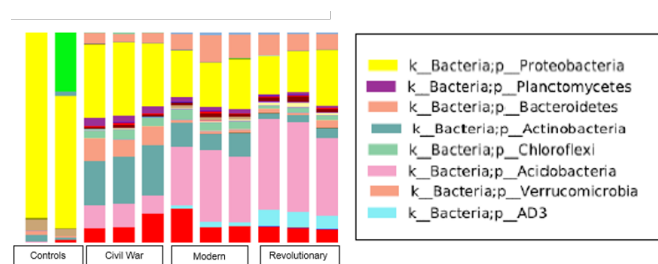 k__Bacteria;p__Proteobacteria
k__Bacteria;p__Planctomycetes
k__Bacteria;p__Bacteroidetes
k__Bacteria;p__Actinobacteria
k__Bacteria;p__Chloroflexi
k__Bacteria;p__Acidobacteria
k__Bacteria;p__Verrucomicrobia
k__Bacteria;p__AD3
Controls
Civil War
Modern
Revolutionary